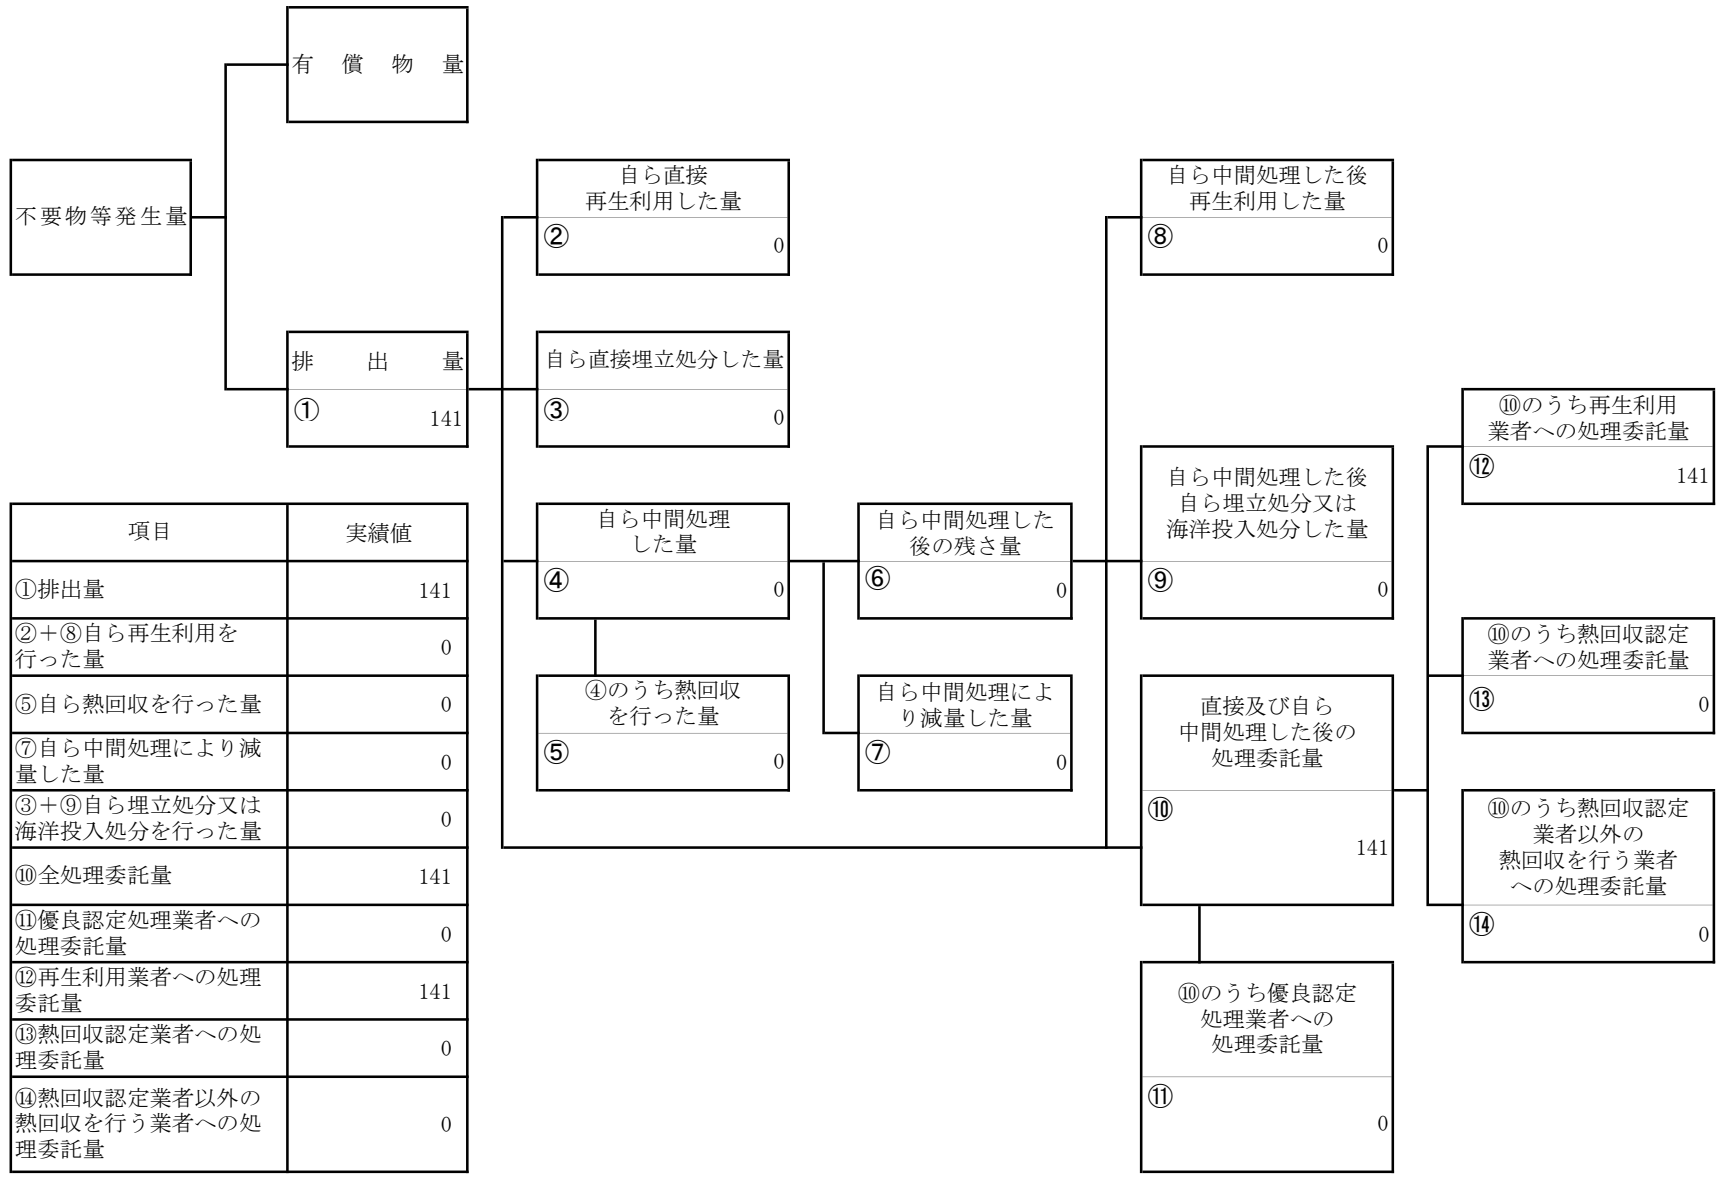 有償物量
不要物等発生量
排出量
①
141
自ら直接
再生利用した量
②
0
自ら直接埋立処分した量
③
0
自ら中間処理
した量
④
0
④のうち熱回収
を行った量
⑤
0
自ら中間処理した
後の残さ量
⑥
0
自ら中間処理によ
り減量した量
⑦
0
自ら中間処理した後
再生利用した量
⑧
0
自ら中間処理した後
自ら埋立処分又は
海洋投入処分した量
⑨
0
直接及び自ら
中間処理した後の
処理委託量
⑩
141
⑩のうち優良認定
処理業者への
処理委託量
⑪
0
⑩のうち再生利用
業者への処理委託量
⑫
141
⑩のうち熱回収認定
業者への処理委託量
⑬
0
⑩のうち熱回収認定
業者以外の
熱回収を行う業者
への処理委託量
⑭
0
項目 実績値
①排出量 141
②＋⑧自ら再生利用を
行った量 0
⑤自ら熱回収を行った量 0
⑦自ら中間処理により減
量した量 0
③＋⑨自ら埋立処分又は
海洋投入処分を行った量 0
⑩全処理委託量 141
⑪優良認定処理業者への
処理委託量 0
⑫再生利用業者への処理
委託量 141
⑬熱回収認定業者への処
理委託量 0
⑭熱回収認定業者以外の
熱回収を行う業者への処
理委託量 0